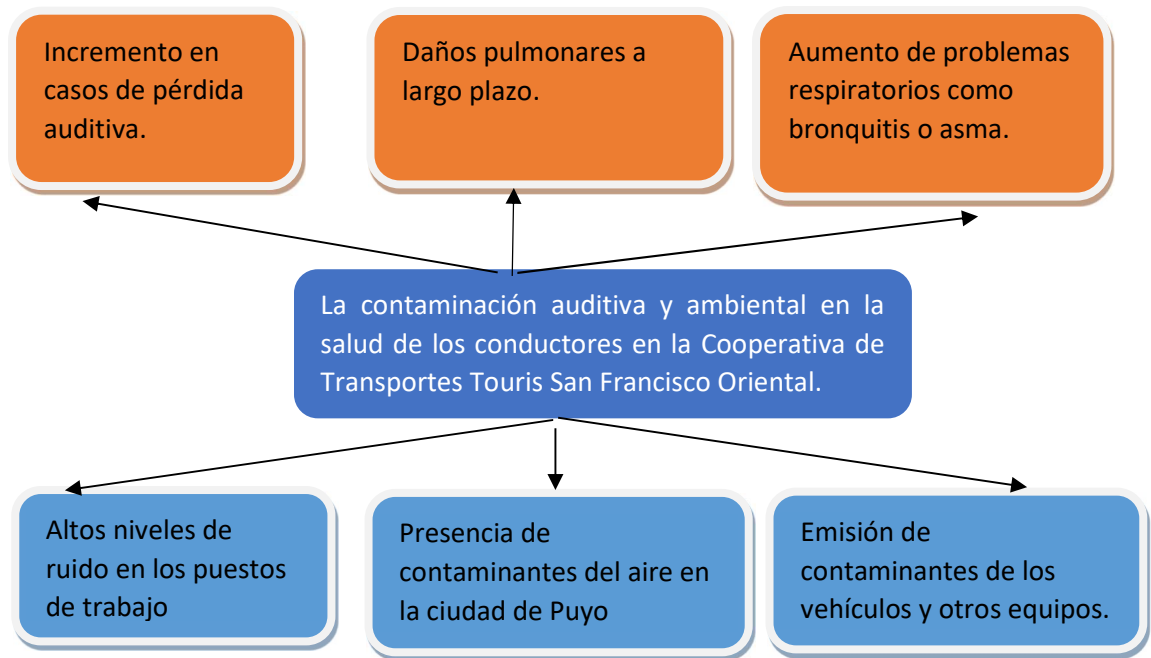 Incremento en
casos de pérdida
auditiva.
Daños pulmonares a
largo plazo.
Aumento de problemas
respiratorios como
bronquitis o asma.
La contaminación auditiva y ambiental en la
salud de los conductores en la Cooperativa de
Transportes Touris San Francisco Oriental.
Altos niveles de
ruido en los puestos
de trabajo
Presencia de
contaminantes del aire en
la ciudad de Puyo
Emisión de
contaminantes de los
vehículos y otros equipos.